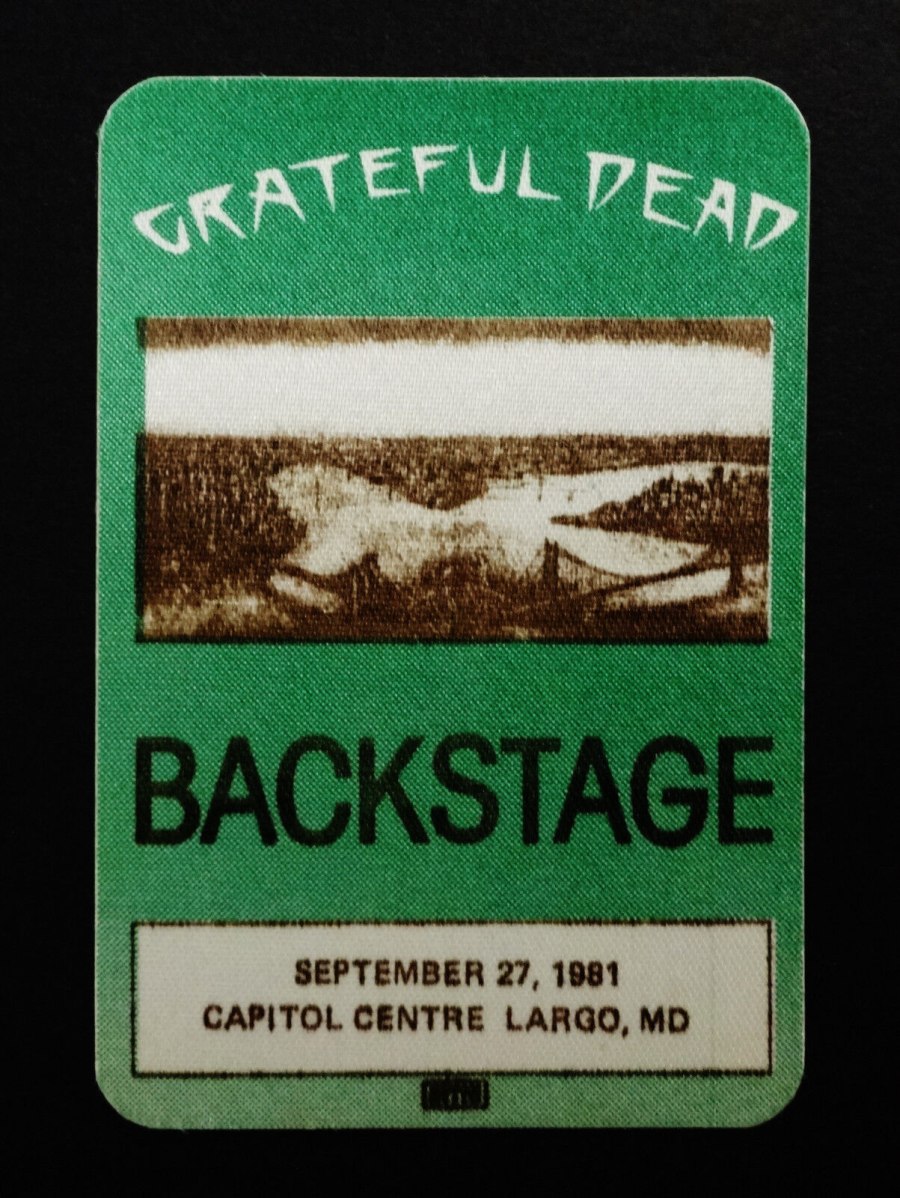 GRATEFUL DEAD
BACKSTAGE
SEPTEMBER 27, 1981
CAPITOL CENTRE LARGO, MD